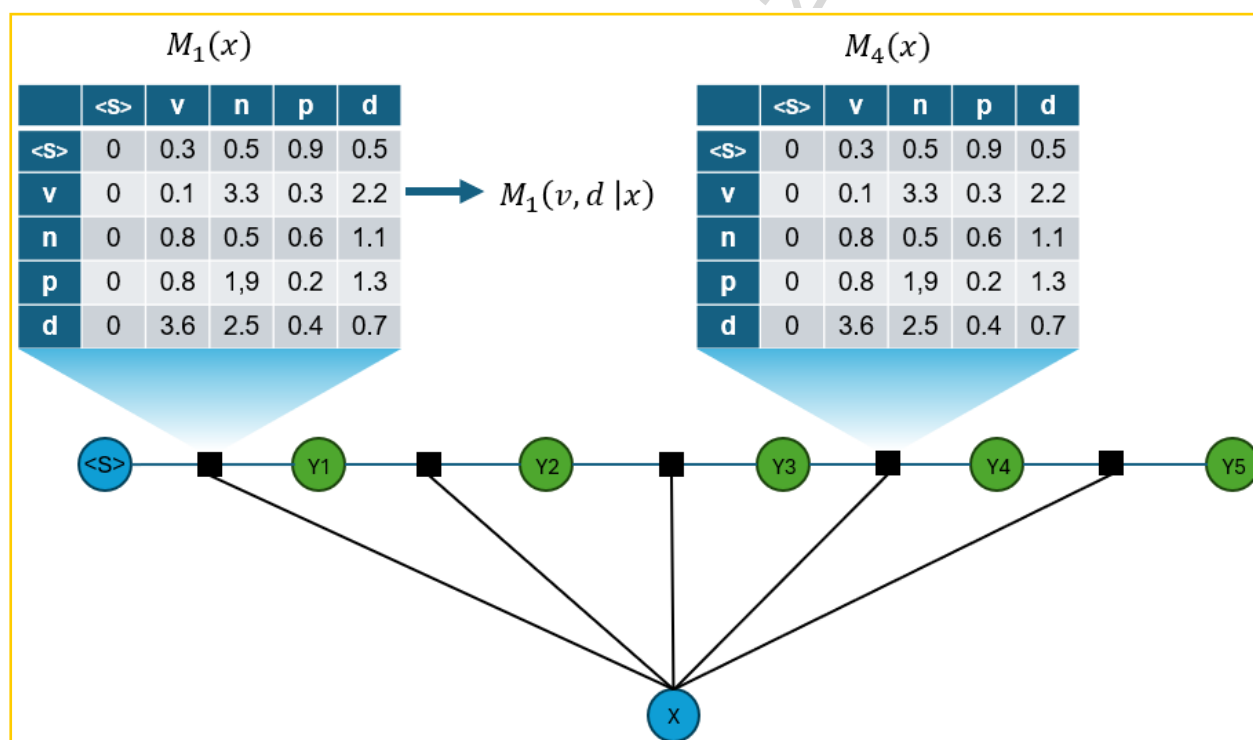 M₁(x)
<S> v n p d
<S> 0 0.3 0.5 0.9 0.5
v 0 0.1 3.3 0.3 2.2
n 0 0.8 0.5 0.6 1.1
p 0 0.8 1,9 0.2 1.3
d 0 3.6 2.5 0.4 0.7
M₁(v, d |x)
M₄(x)
<S> v n p d
<S> 0 0.3 0.5 0.9 0.5
v 0 0.1 3.3 0.3 2.2
n 0 0.8 0.5 0.6 1.1
p 0 0.8 1,9 0.2 1.3
d 0 3.6 2.5 0.4 0.7
<S> Y1 Y2 Y3 Y4 Y5
X